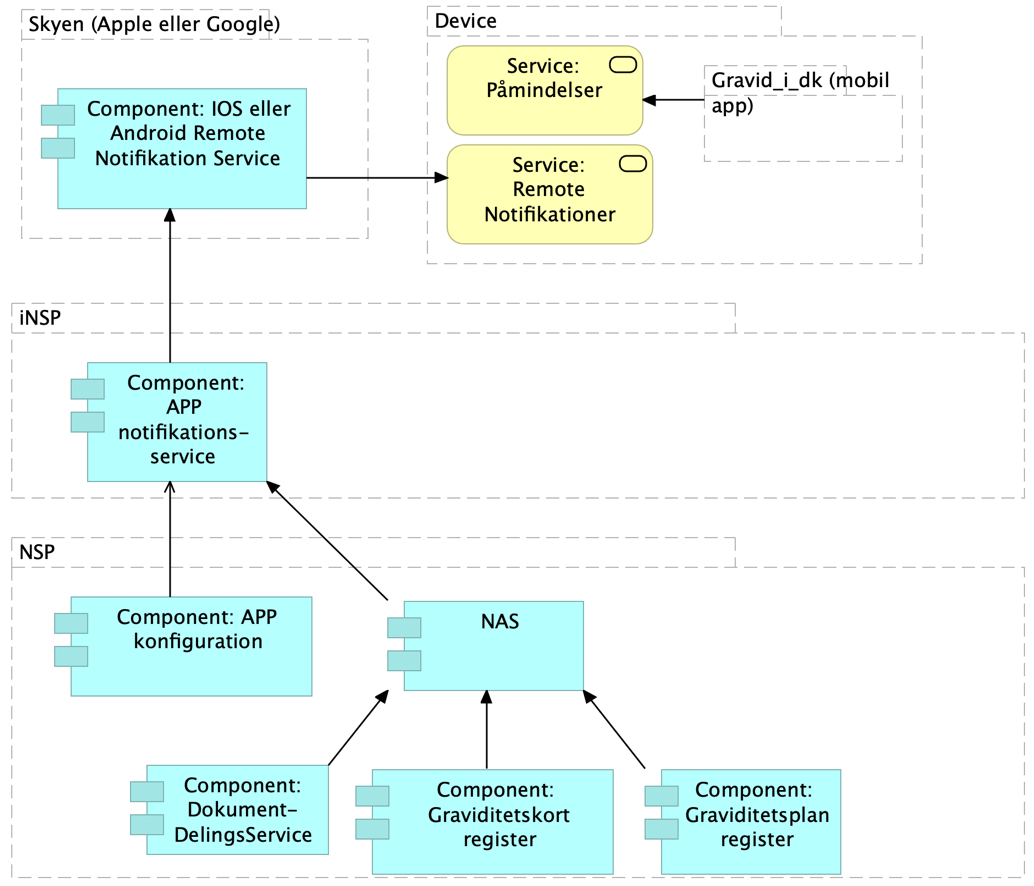 Skyen (Apple eller Google)
Device
Component: IOS eller
Android Remote
Notifikation Service
Service:
Påmindelser
Gravid_i_dk (mobil
app)
Service:
Remote
Notifikationer
iNSP
Component:
APP
notifikations-
service
NSP
Component: APP
konfiguration
NAS
Component:
Dokument-
DelingsService
Component:
Graviditetskort
register
Component:
Graviditetsplan
register